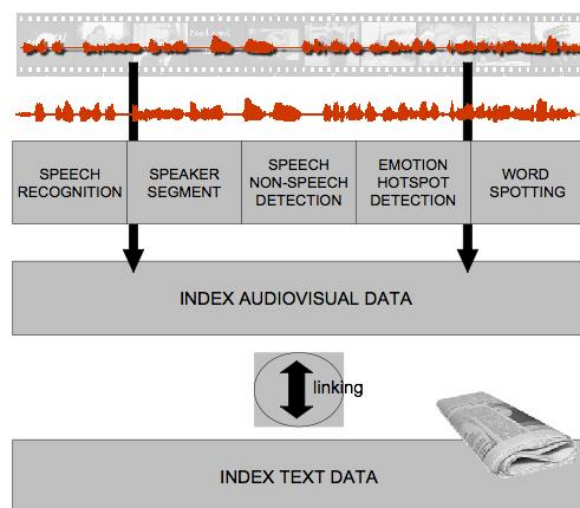 SPEECH
RECOGNITION
SPEAKER
SEGMENT
SPEECH
NON-SPEECH
DETECTION
EMOTION
HOTSPOT
DETECTION
WORD
SPOTTING
INDEX AUDIOVISUAL DATA
linking
INDEX TEXT DATA